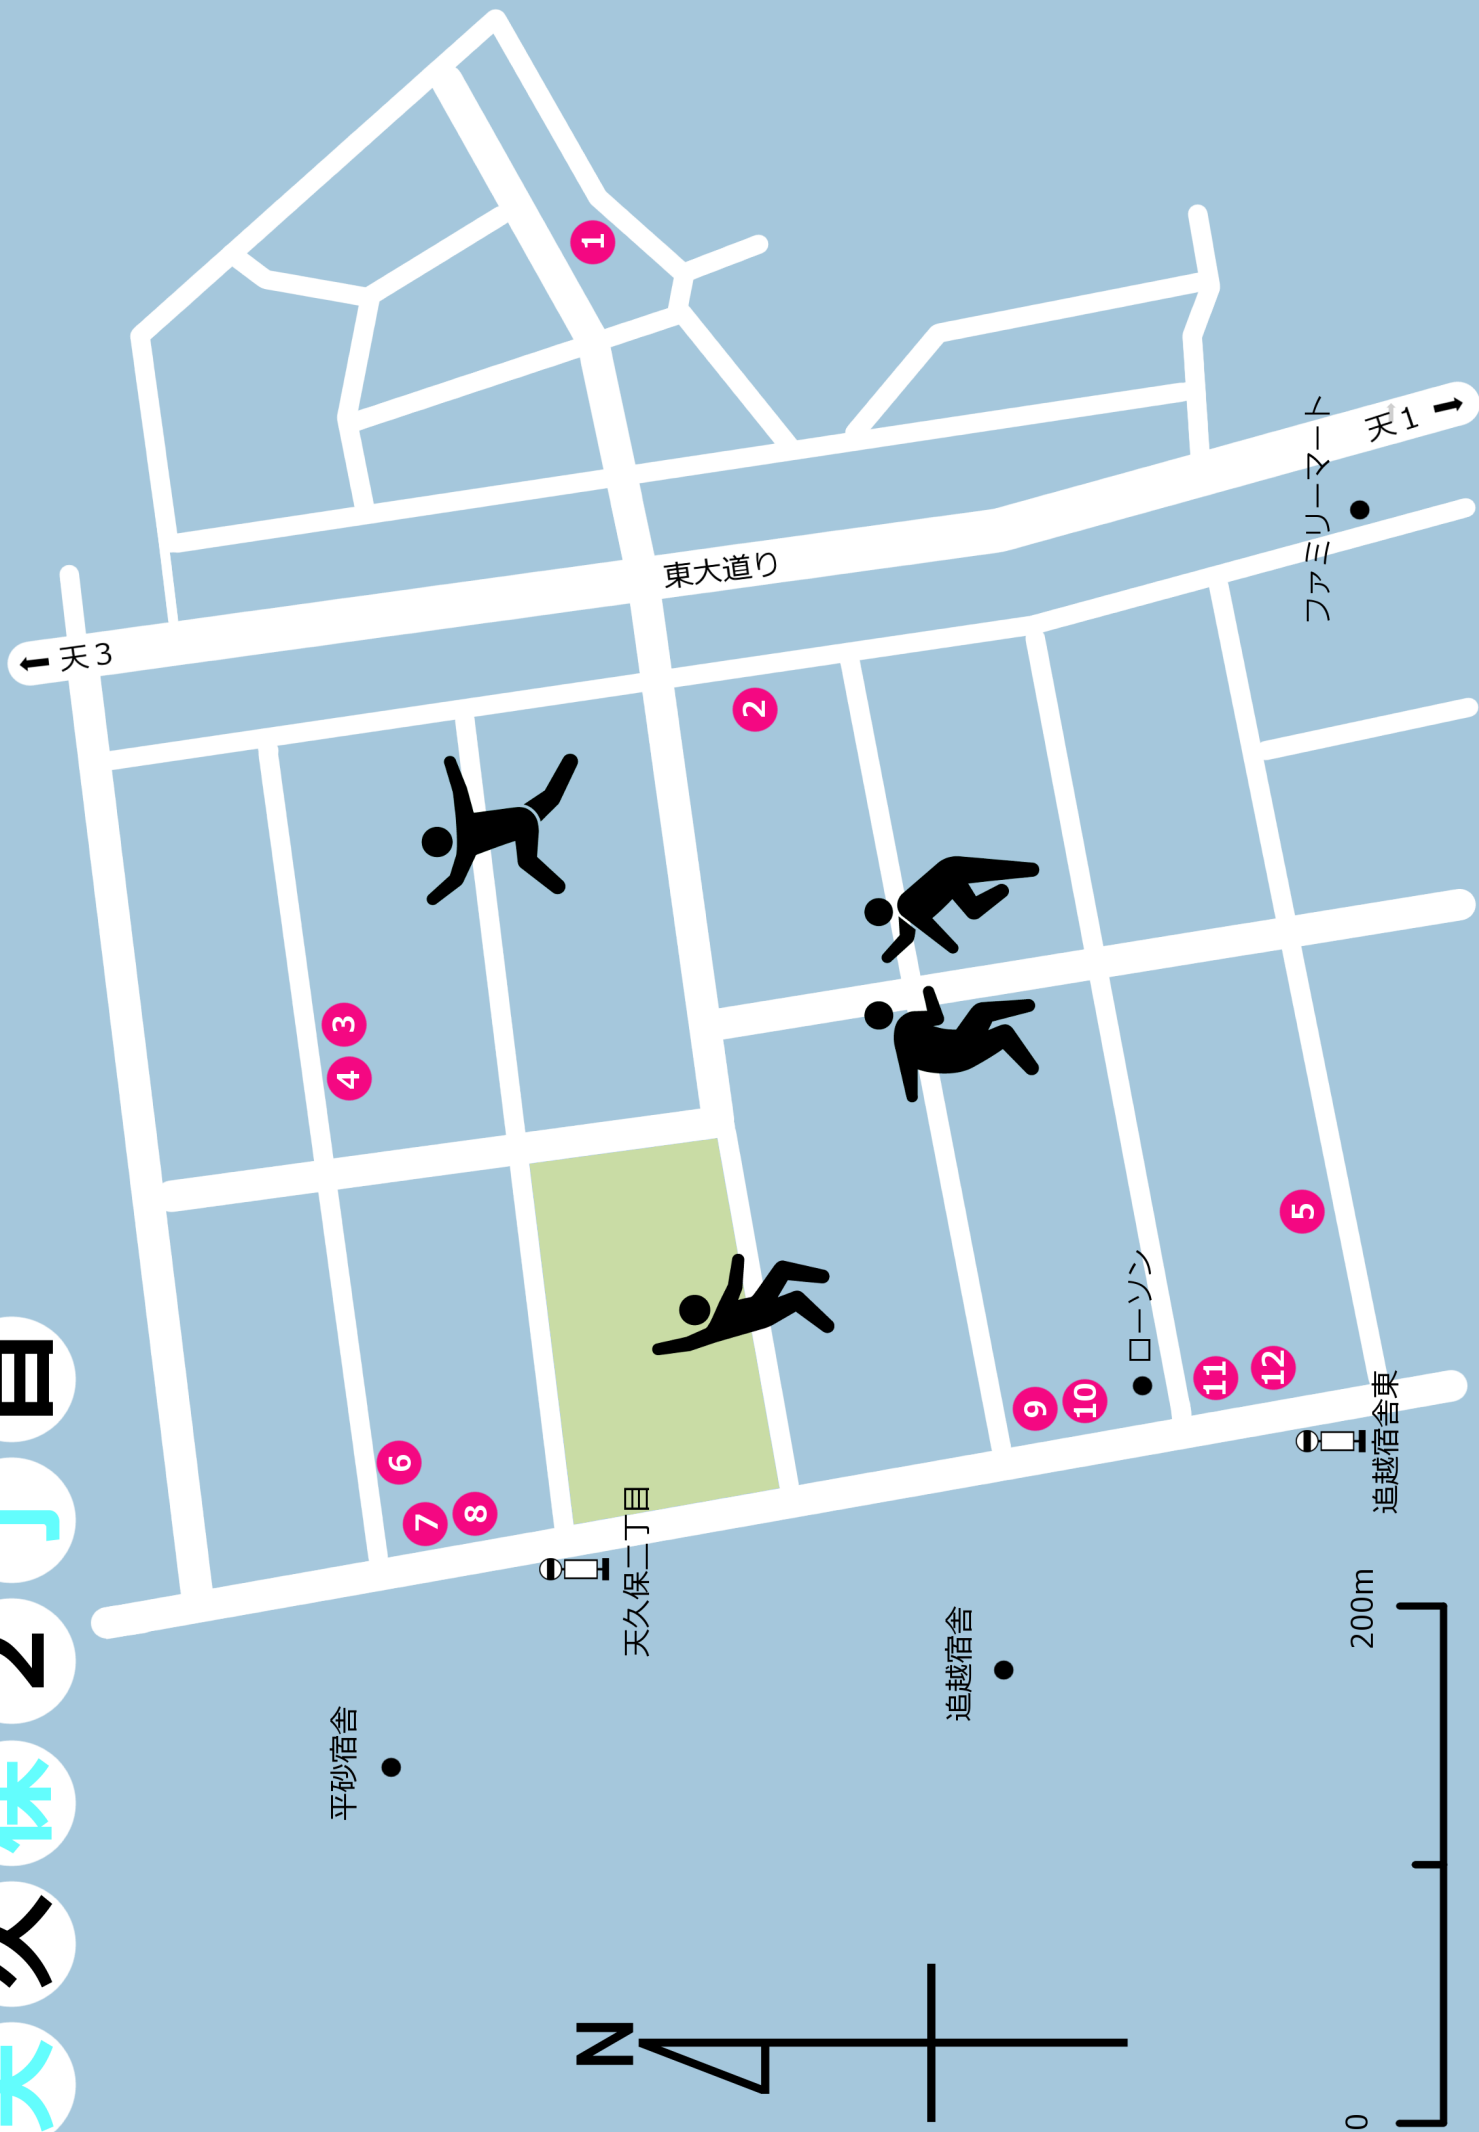 天久保2丁目
天3
東大道り
天1
ファミリーマート
ローソン
追越宿舎東
天久保二丁目
追越宿舎
平砂宿舎
1
2
3
4
5
6
7
8
9
10
11
12
N
0
200m